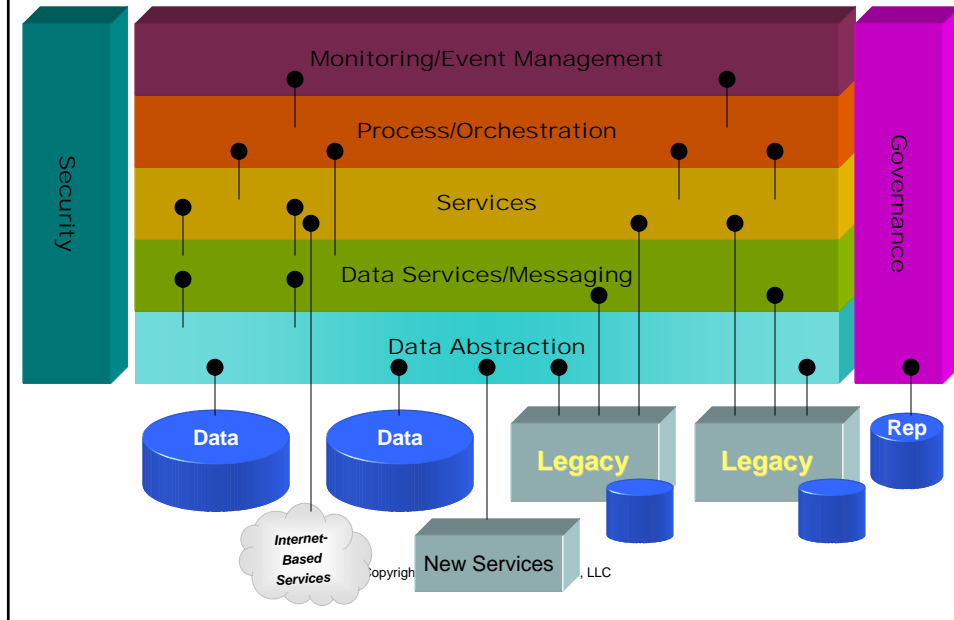 Monitoring/Event Management
Process/Orchestration
Services
Data Services/Messaging
Data Abstraction
Security
Governance
Data
Data
Legacy
Legacy
Rep
Internet-
Based
Services
New Services
opyrigh
, LLC